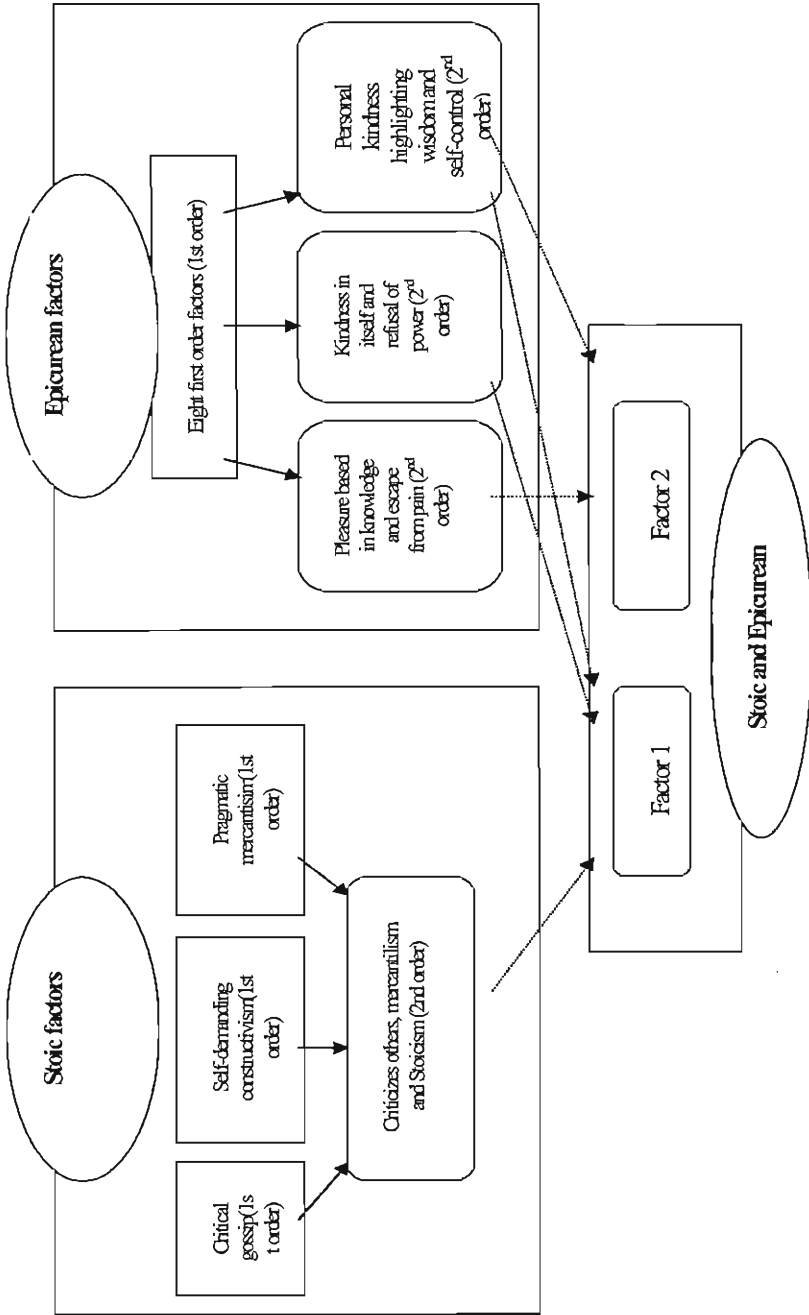 Stoic factors
Critical
gossip(1s
t order)
Self-demanding
constructivism(1st
order)
Pragmatic
mercantisim(1st
order)
Criticizes others, mercantilism
and Stoicism (2nd order)
Epicurean factors
Eight first order factors (1st order)
Pleasure based
in knowledge
and escape
from pain (2nd
order)
Kindness in
itself and
refusal of
power (2nd
order)
Personal
kindness
highlighting
wisdom and
self-control (2nd
order)
Factor 1
Factor 2
Stoic and Epicurean